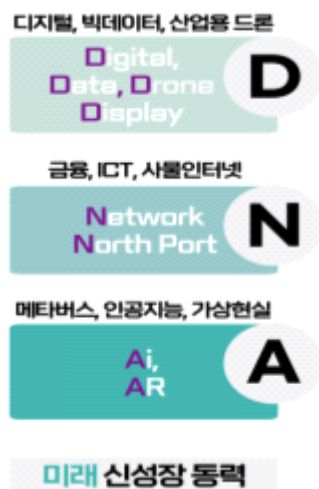 디지털, 빅데이터, 산업용 드론
Digital,
Data, Drone
Display
D
금융, ICT, 사물인터넷
Network
North Port
N
메타버스, 인공지능, 가상현실
Ai,
AR
A
미래 신성장 동력